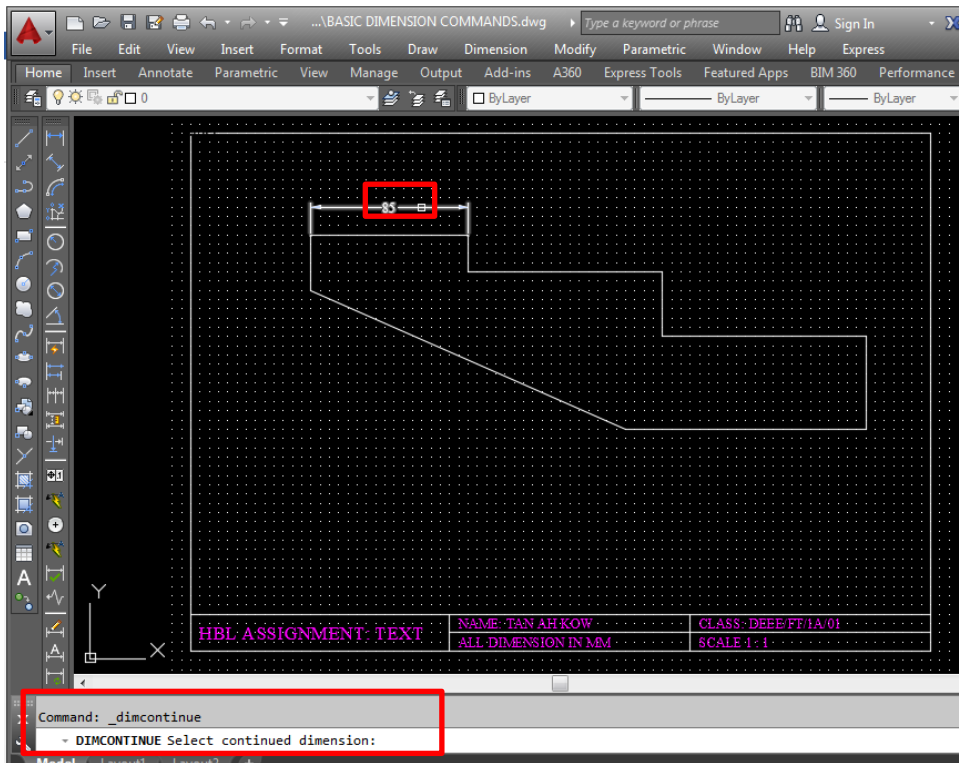 ...\BASIC DIMENSION COMMANDS.dwg Type a keyword or phrase Sign In
File Edit View Insert Format Tools Draw Dimension Modify Parametric Window Help Express
Home Insert Annotate Parametric View Manage Output Add-ins A360 Express Tools Featured Apps BIM 360 Performance
0 ByLayer ByLayer ByLayer
85
Y
X
HBL ASSIGNMENT: TEXT
NAME: TAN AH KOW CLASS: DEEE/FT/1A/01
ALL DIMENSION IN MM SCALE 1 : 1
Command: _dimcontinue
DIMCONTINUE Select continued dimension:
Model Layout1 Layout2 +